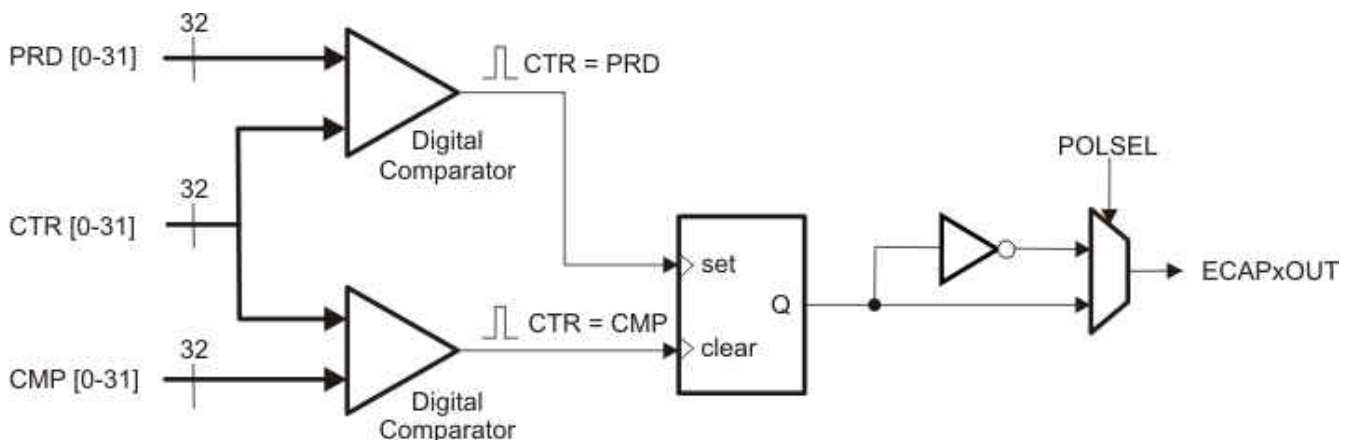 32
PRD [0-31]
CTR = PRD
Digital
Comparator
POLSEL
32
CTR [0-31]
set
ECAPxOUT
Q
CTR = CMP
clear
32
CMP [0-31]
Digital
Comparator